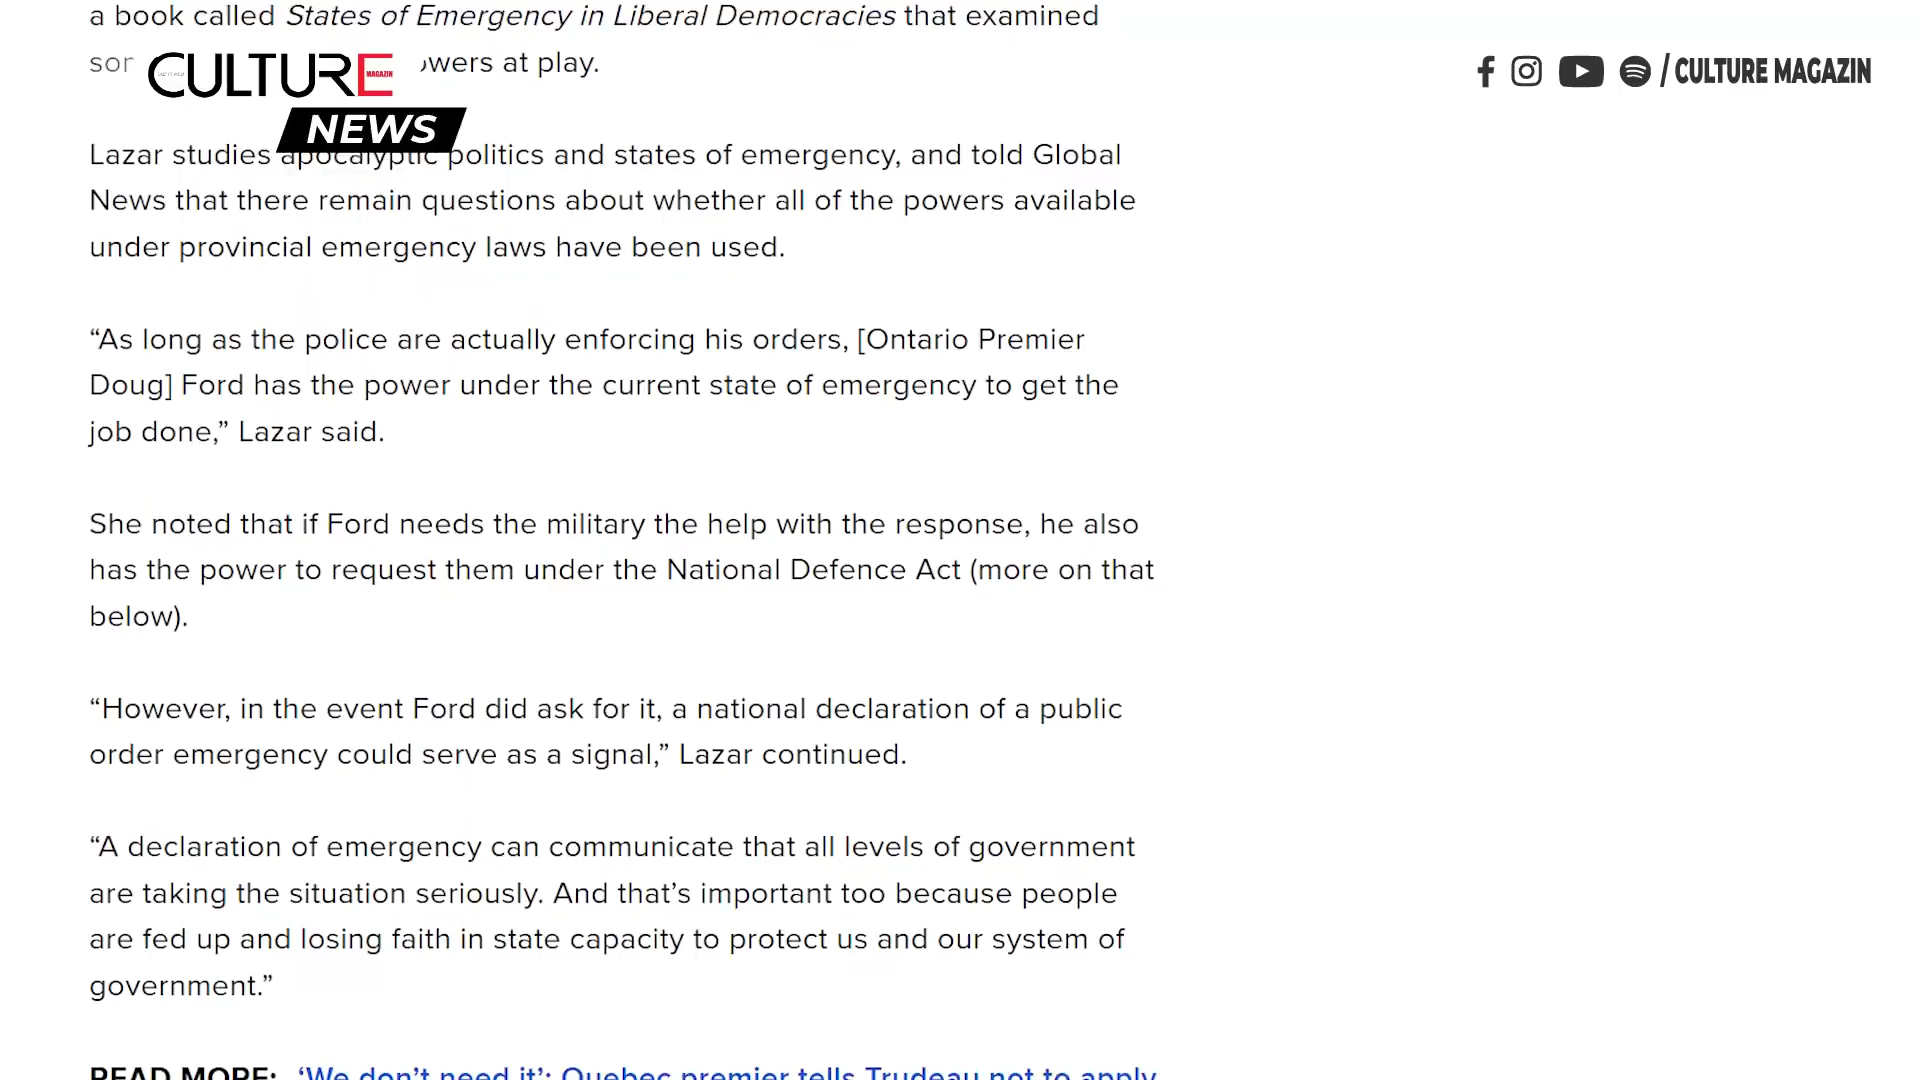 a book called States of Emergency in Liberal Democracies that examined
at play.
CULTURE
MAGAZIN
NEWS
/ CULTURE MAGAZIN
Lazar studies apocalyptic politics and states of emergency, and told Global
News that there remain questions about whether all of the powers available
under provincial emergency laws have been used.
“As long as the police are actually enforcing his orders, [Ontario Premier
Doug] Ford has the power under the current state of emergency to get the
job done,” Lazar said.
She noted that if Ford needs the military the help with the response, he also
has the power to request them under the National Defence Act (more on that
below).
“However, in the event Ford did ask for it, a national declaration of a public
order emergency could serve as a signal,” Lazar continued.
“A declaration of emergency can communicate that all levels of government
are taking the situation seriously. And that’s important too because people
are fed up and losing faith in state capacity to protect us and our system of
government.”
READ MORE: ‘We don’t need it’: Quebec premier tells Trudeau not to apply